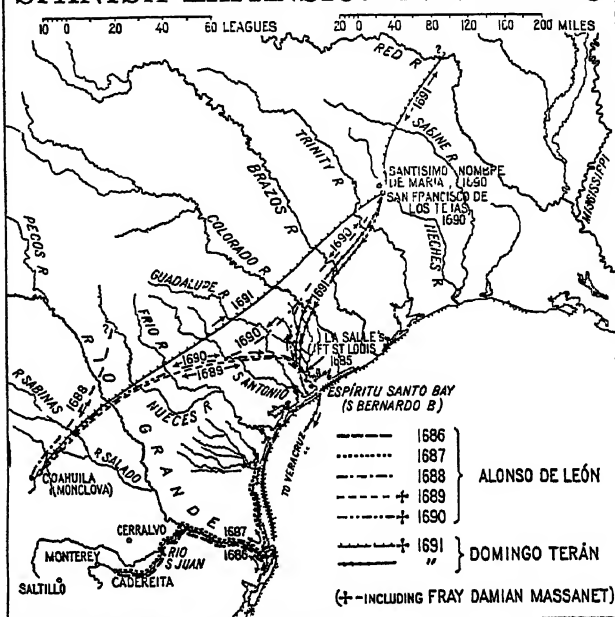 10 0 20 40 60 LEAGUES
20 0 20 40 60 80 120 160 200 MILES
RED R
?
1691
SABINE R
TRINITY R
BRAZOS R
SANTISIMO NOMBRE
DE MARIA, 1690
SAN FRANCISCO DE
LOS TEJAS,
1690
MISSISSIPPI
NECHES R
PECOS R
COLORADO R
1690
1691
GUADALUPE R
1691
1690
FRIO R
LA SALLE'S
FT ST LOUIS
1685
?
RIO GRANDE
1690
1689
S ANTONIO
R SABINAS
1688
NUECES R
ESPÍRITU SANTO BAY
(S BERNARDO B)
R SALADO
COAHUILA
(MONCLOVA)
TO VERACRUZ
"
CERRALVO
1687
1686
MONTEREY
RIO
S JUAN
SALTILLO
CADEREITA
1686
1687
1688
1689
1690
ALONSO DE LEÓN
1691
"
DOMINGO TERÁN
(✢-INCLUDING FRAY DAMIAN MASSANET)